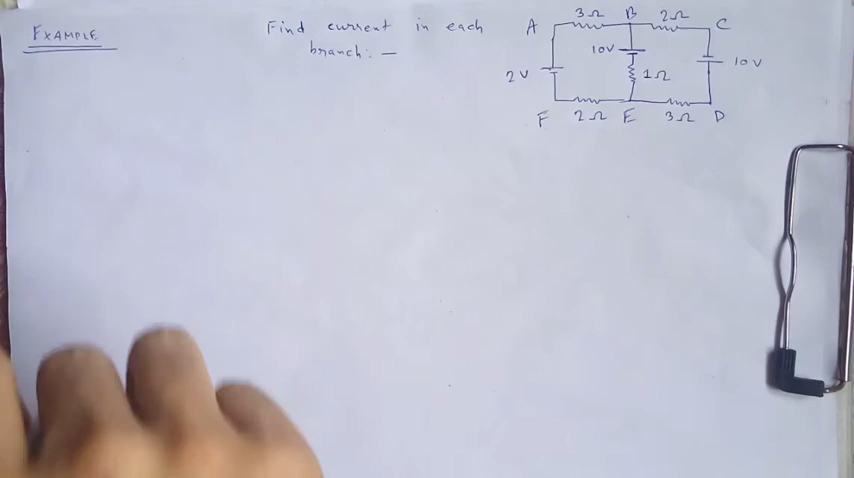 EXAMPLE
Find current in each
branch: —
A 3Ω B 2Ω C
10V
2V 1Ω 10V
F 2Ω E 3Ω D